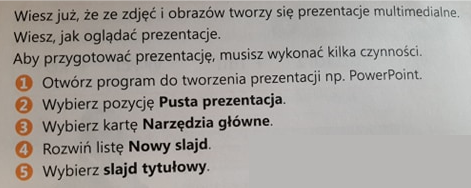 Wiesz już, że ze zdjęć i obrazów tworzy się prezentacje multimedialne.
Wiesz, jak oglądać prezentacje.
Aby przygotować prezentację, musisz wykonać kilka czynności.
1 Otwórz program do tworzenia prezentacji np. PowerPoint.
2 Wybierz pozycję Pusta prezentacja.
3 Wybierz kartę Narzędzia główne.
4 Rozwiń listę Nowy slajd.
5 Wybierz slajd tytułowy.